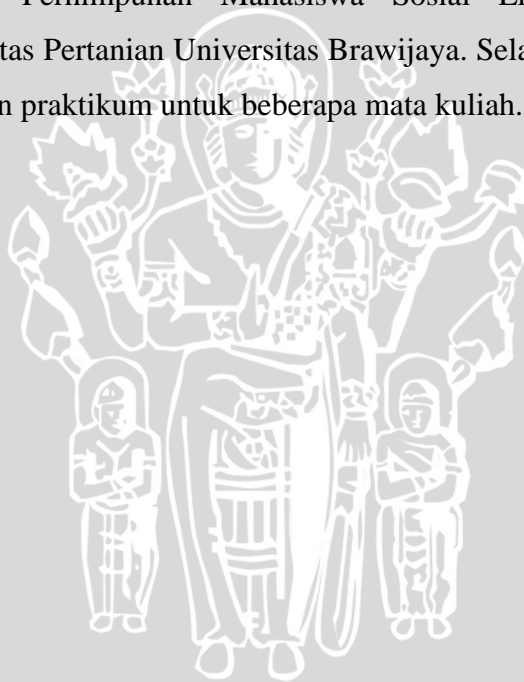 Perhimpunan Mahasiswa Sosial
tas Pertanian Universitas Brawijaya. Sela
n praktikum untuk beberapa mata kuliah.